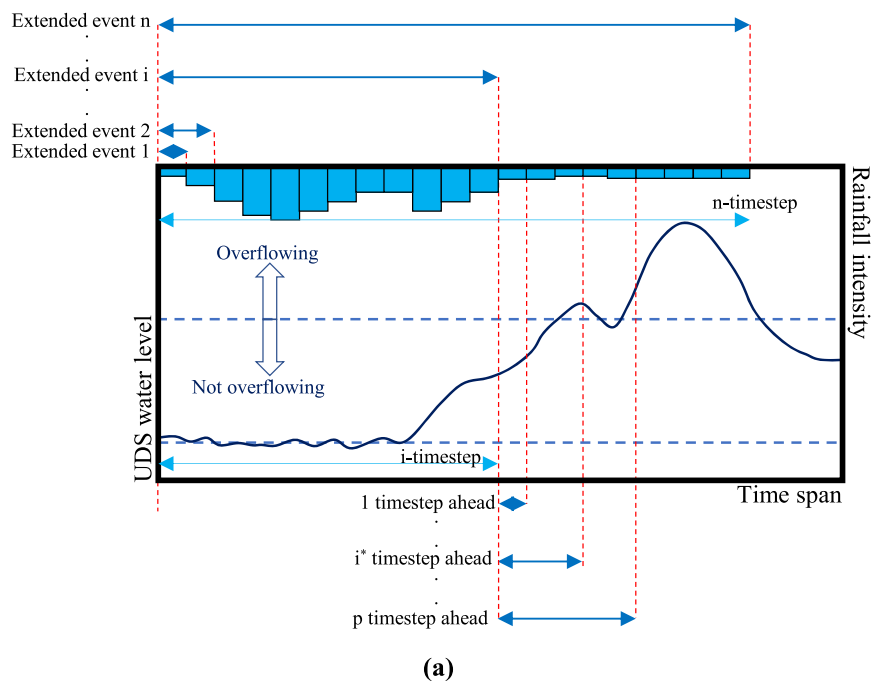 Extended event n
.
.
Extended event i
.
.
Extended event 2
Extended event 1
Rainfall intensity
n-timestep
Overflowing
Not overflowing
UDS water level
i-timestep
Time span
1 timestep ahead
.
.
i* timestep ahead
.
.
p timestep ahead
(a)